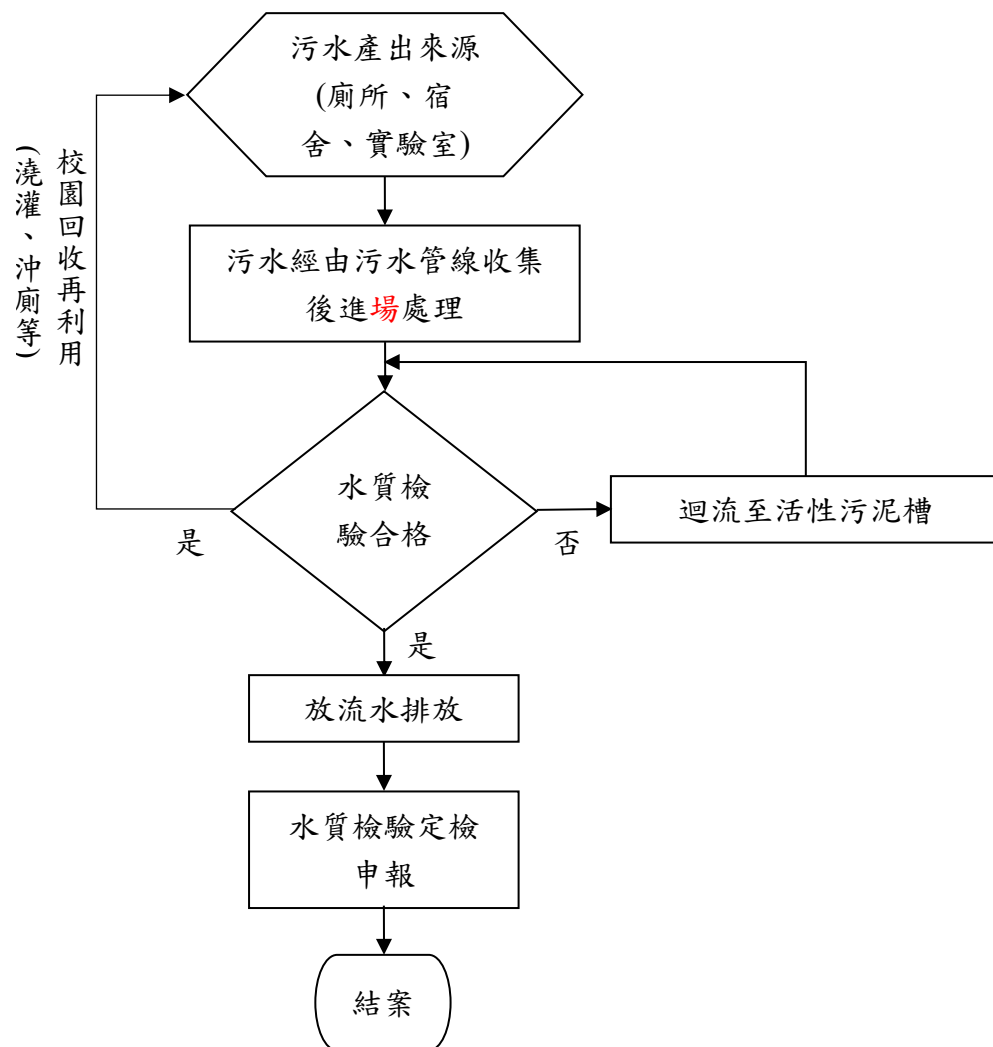 污水產出來源
(廁所、宿
舍、實驗室)
校園回收再利用
(澆灌、沖廁等)
污水經由污水管線收集
後進場處理
水質檢
驗合格
迴流至活性污泥槽
是
否
是
放流水排放
水質檢驗定檢
申報
結案